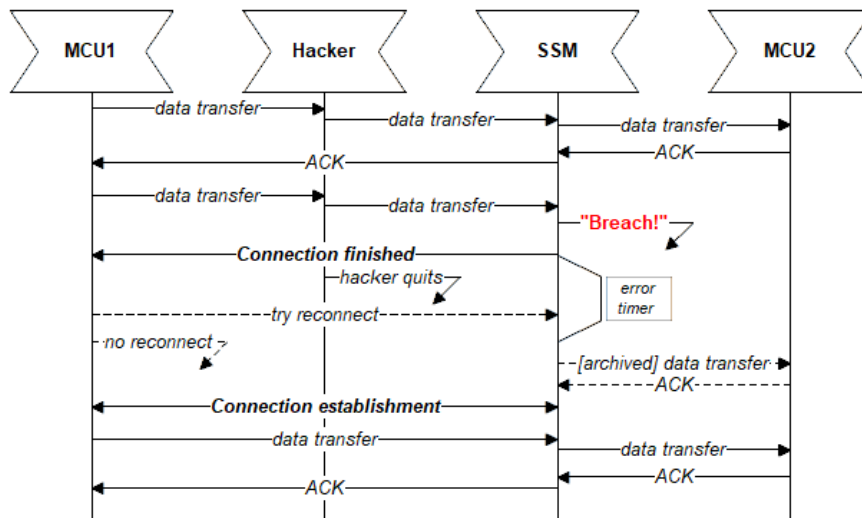 MCU1 Hacker SSM MCU2
data transfer
data transfer
data transfer
ACK
ACK
data transfer
data transfer
"Breach!"
Connection finished
hacker quits
error
timer
try reconnect
no reconnect
[archived] data transfer
ACK
Connection establishment
data transfer
data transfer
ACK
ACK